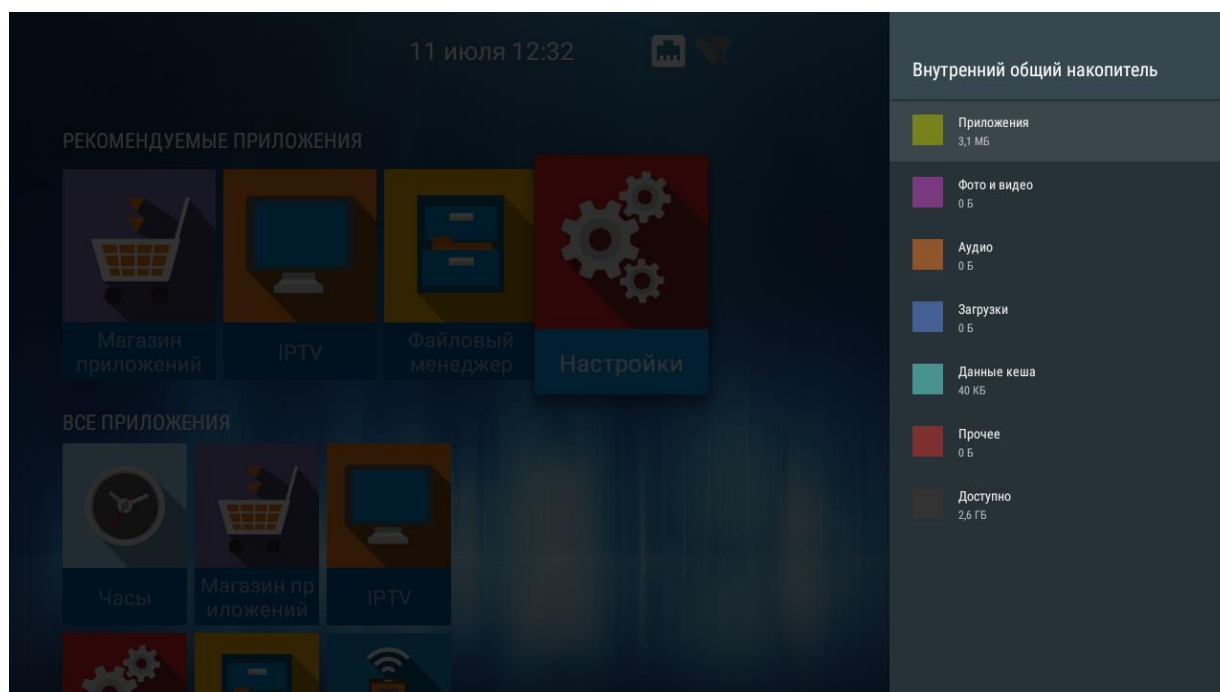 11 июля 12:32
РЕКОМЕНДУЕМЫЕ ПРИЛОЖЕНИЯ
Магазин
приложений
IPTV
Файловый
менеджер
Настройки
ВСЕ ПРИЛОЖЕНИЯ
Часы
Магазин пр
иложений
IPTV
Внутренний общий накопитель
Приложения
3,1 МБ
Фото и видео
0 Б
Аудио
0 Б
Загрузки
0 Б
Данные кеша
40 КБ
Прочее
0 Б
Доступно
2,6 ГБ